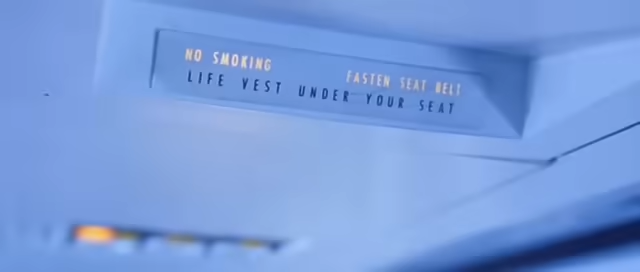 NO SMOKING FASTEN SEAT BELT
LIFE VEST UNDER YOUR SEAT